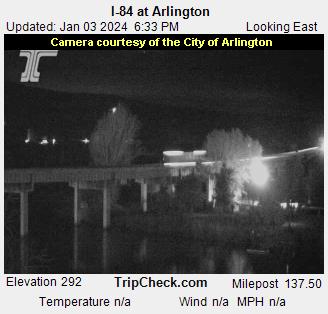 I-84 at Arlington
Updated: Jan 03 2024 6:33 PM Looking East
Camera courtesy of the City of Arlington
Elevation 292 TripCheck.com Milepost 137.50
Temperature n/a Wind n/a MPH n/a